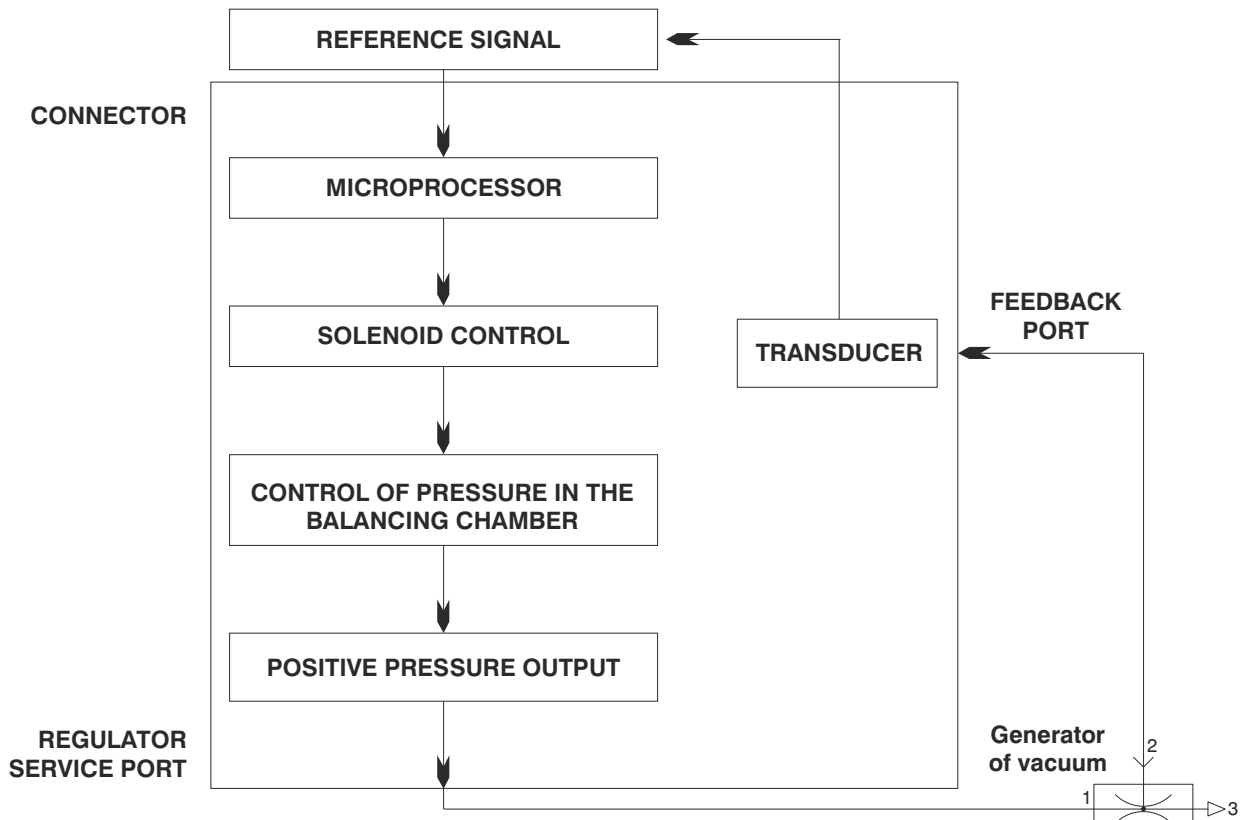 REFERENCE SIGNAL
CONNECTOR
MICROPROCESSOR
SOLENOID CONTROL
FEEDBACK
PORT
TRANSDUCER
CONTROL OF PRESSURE IN THE
BALANCING CHAMBER
POSITIVE PRESSURE OUTPUT
REGULATOR
SERVICE PORT
Generator
of vacuum
2
1
3